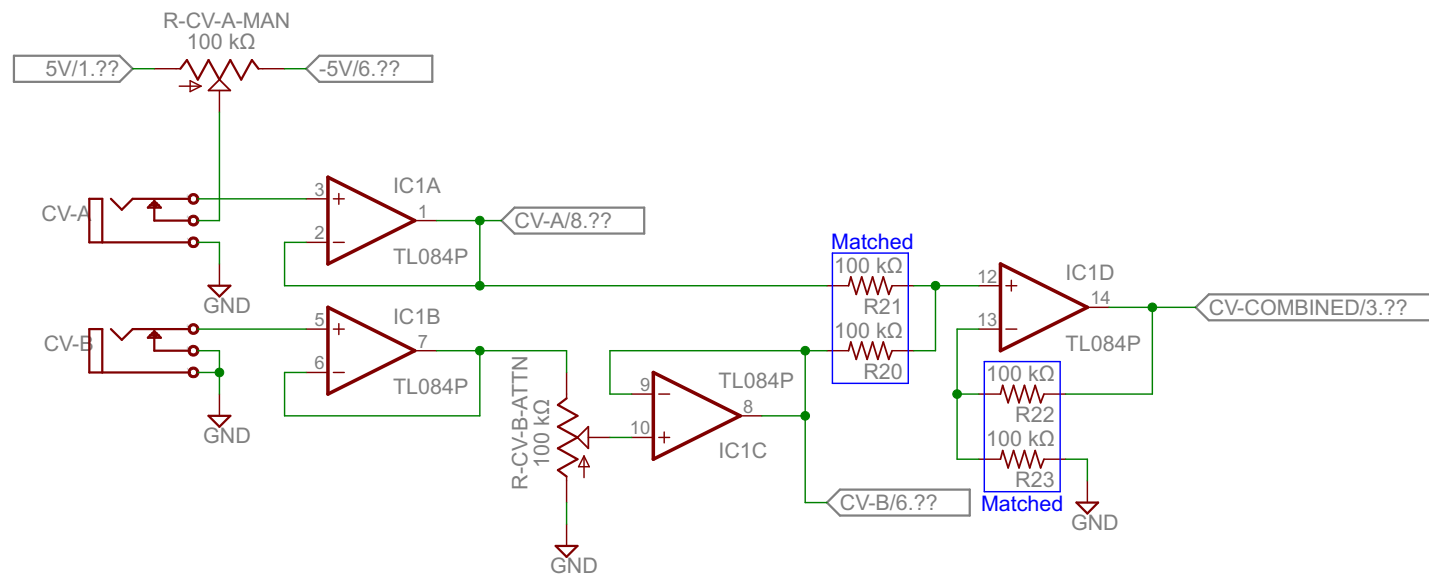 R-CV-A-MAN
100 kΩ
5V/1.??
-5V/6.??
CV-A
3
+
2
−
1
IC1A
TL084P
CV-A/8.??
GND
CV-B
5
+
6
−
7
IC1B
TL084P
GND
R-CV-B-ATTN
100 kΩ
GND
9
−
10
+
8
TL084P
IC1C
CV-B/6.??
Matched
100 kΩ
R21
100 kΩ
R20
12
+
13
−
14
IC1D
TL084P
CV-COMBINED/3.??
100 kΩ
R22
100 kΩ
R23
Matched
GND